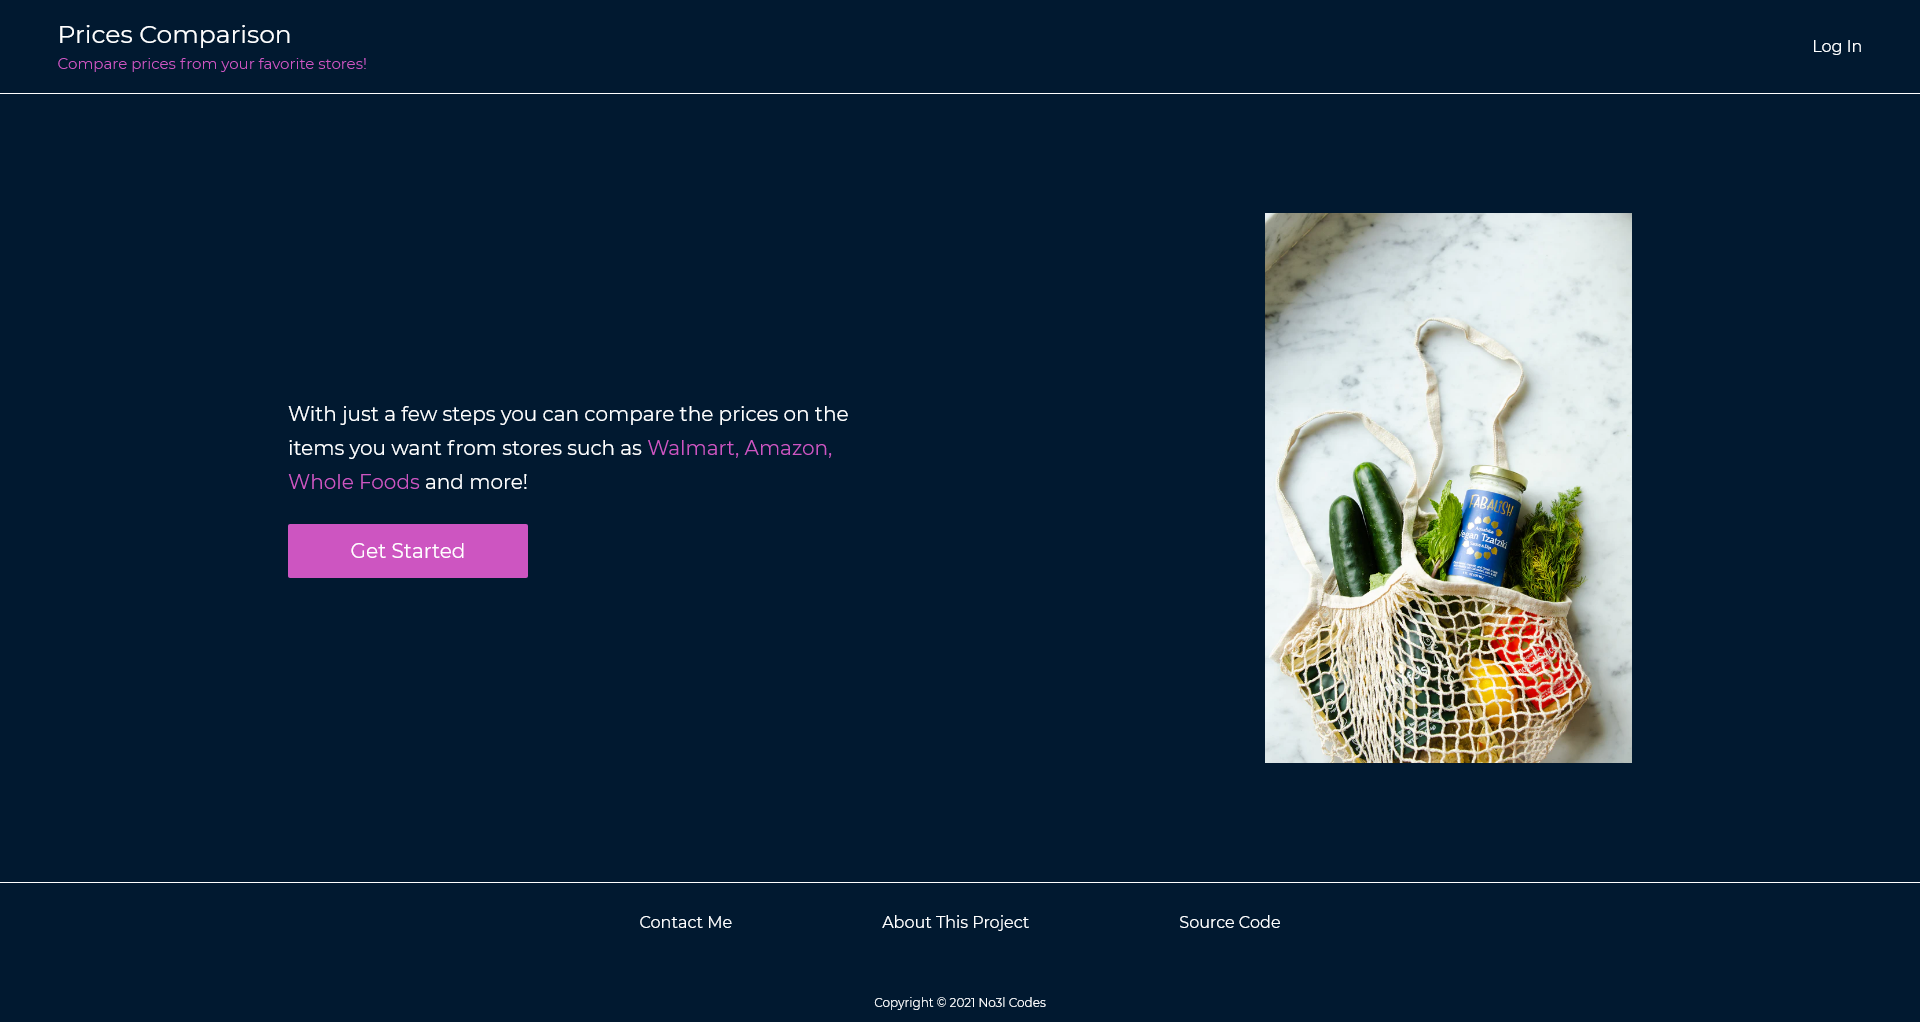 Prices Comparison
Compare prices from your favorite stores!
Log In
With just a few steps you can compare the prices on the
items you want from stores such as Walmart, Amazon,
Whole Foods and more!
Get Started
FABALISH
Vegan Tzatziki
Contact Me
About This Project
Source Code
Copyright © 2021 No3l Codes